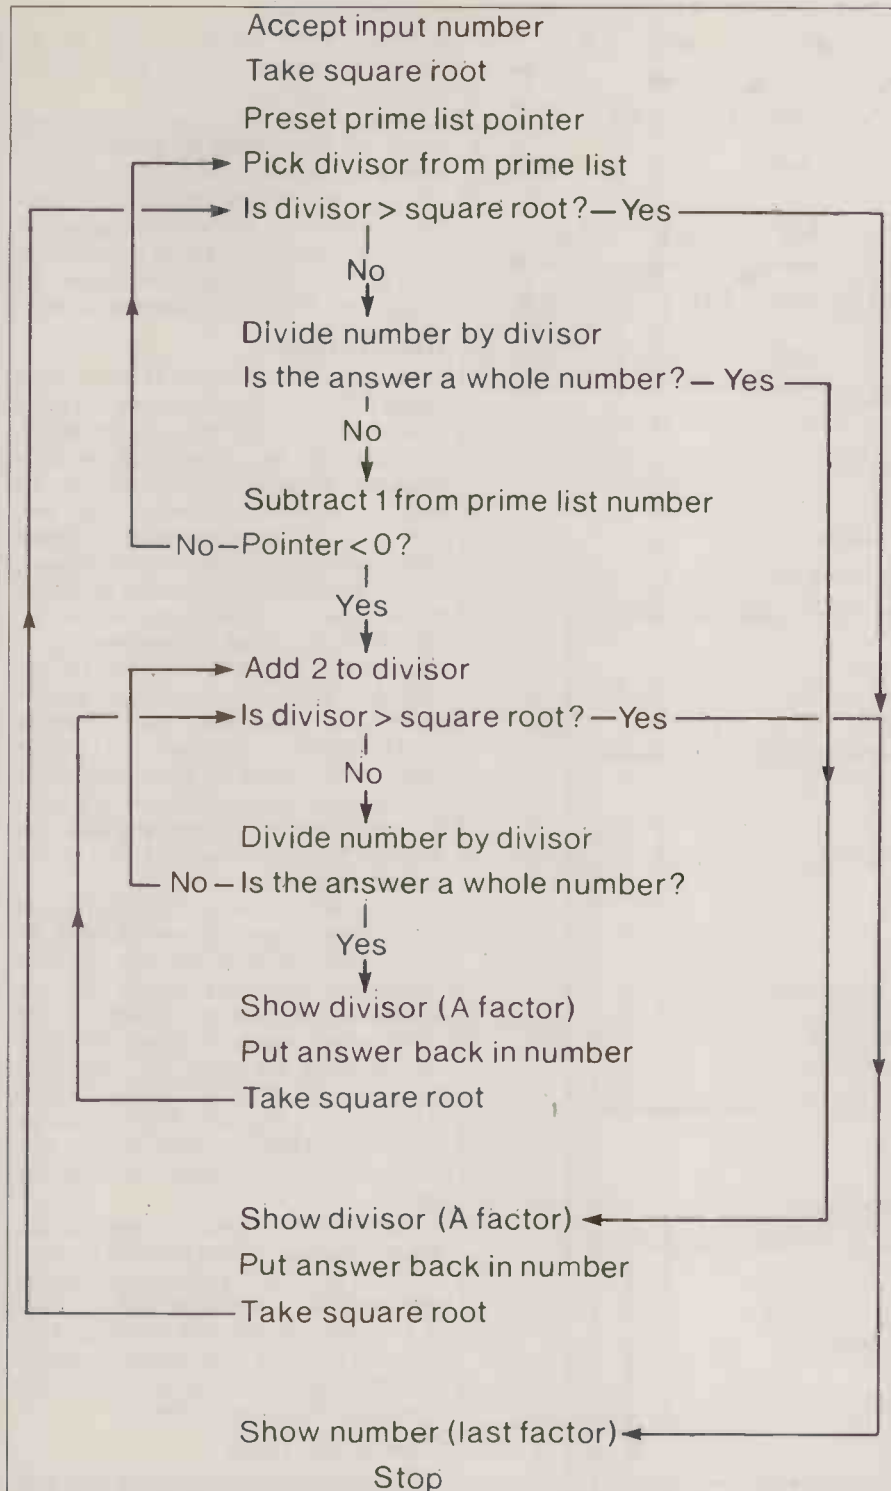 Accept input number
Take square root
Preset prime list pointer
Pick divisor from prime list
Is divisor > square root? — Yes
No
Divide number by divisor
Is the answer a whole number? — Yes
No
Subtract 1 from prime list number
No — Pointer < 0?
Yes
Add 2 to divisor
Is divisor > square root? — Yes
No
Divide number by divisor
No — Is the answer a whole number?
Yes
Show divisor (A factor)
Put answer back in number
Take square root
Show divisor (A factor)
Put answer back in number
Take square root
Show number (last factor)
Stop